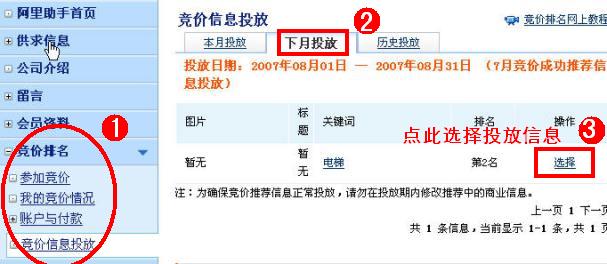 阿里助手首页
供求信息
公司介绍
留言
会员资料
1
竞价排名
参加竞价
我的竞价情况
账户与付款
竞价信息投放
竞价信息投放
2
竞价排名网上教程
本月投放
下月投放
历史投放
投放日期：2007年08月01日 — 2007年08月31日 （7月竞价成功推荐信
息投放）
图片 标题 关键词 排名 操作
3
点此选择投放信息
暂无 暂无 电梯 第2名 选择
注：为确保竞价推荐信息正常投放，请勿在投放期内修改推荐中的商业信息。
上一页 1 下一页
共 1 条信息，当前显示 1-1 条，共 1 页